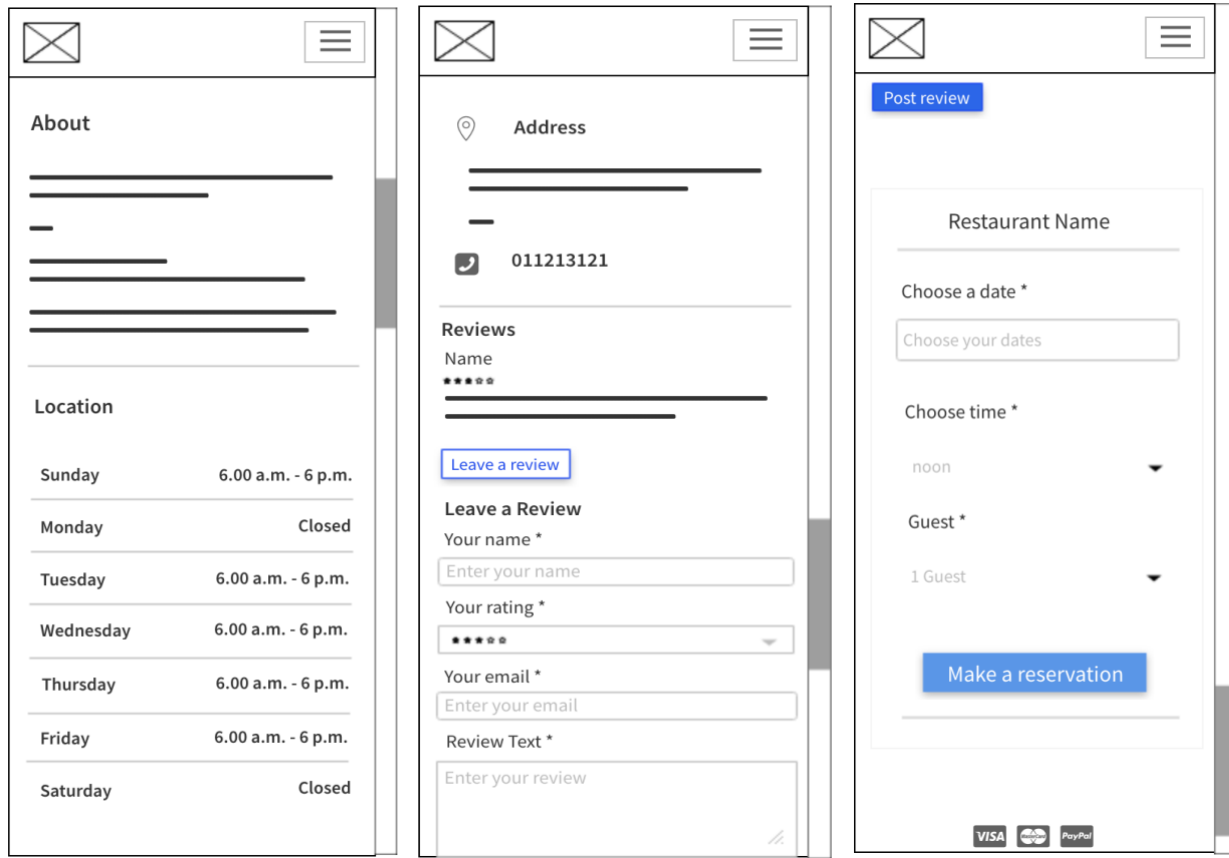 About
Location
Sunday 6.00 a.m. - 6 p.m.
Monday Closed
Tuesday 6.00 a.m. - 6 p.m.
Wednesday 6.00 a.m. - 6 p.m.
Thursday 6.00 a.m. - 6 p.m.
Friday 6.00 a.m. - 6 p.m.
Saturday Closed
Address
011213121
Reviews
Name
Leave a review
Leave a Review
Your name *
Enter your name
Your rating *
Your email *
Enter your email
Review Text *
Enter your review
Post review
Restaurant Name
Choose a date *
Choose your dates
Choose time *
noon
Guest *
1 Guest
Make a reservation
VISA MasterCard PayPal